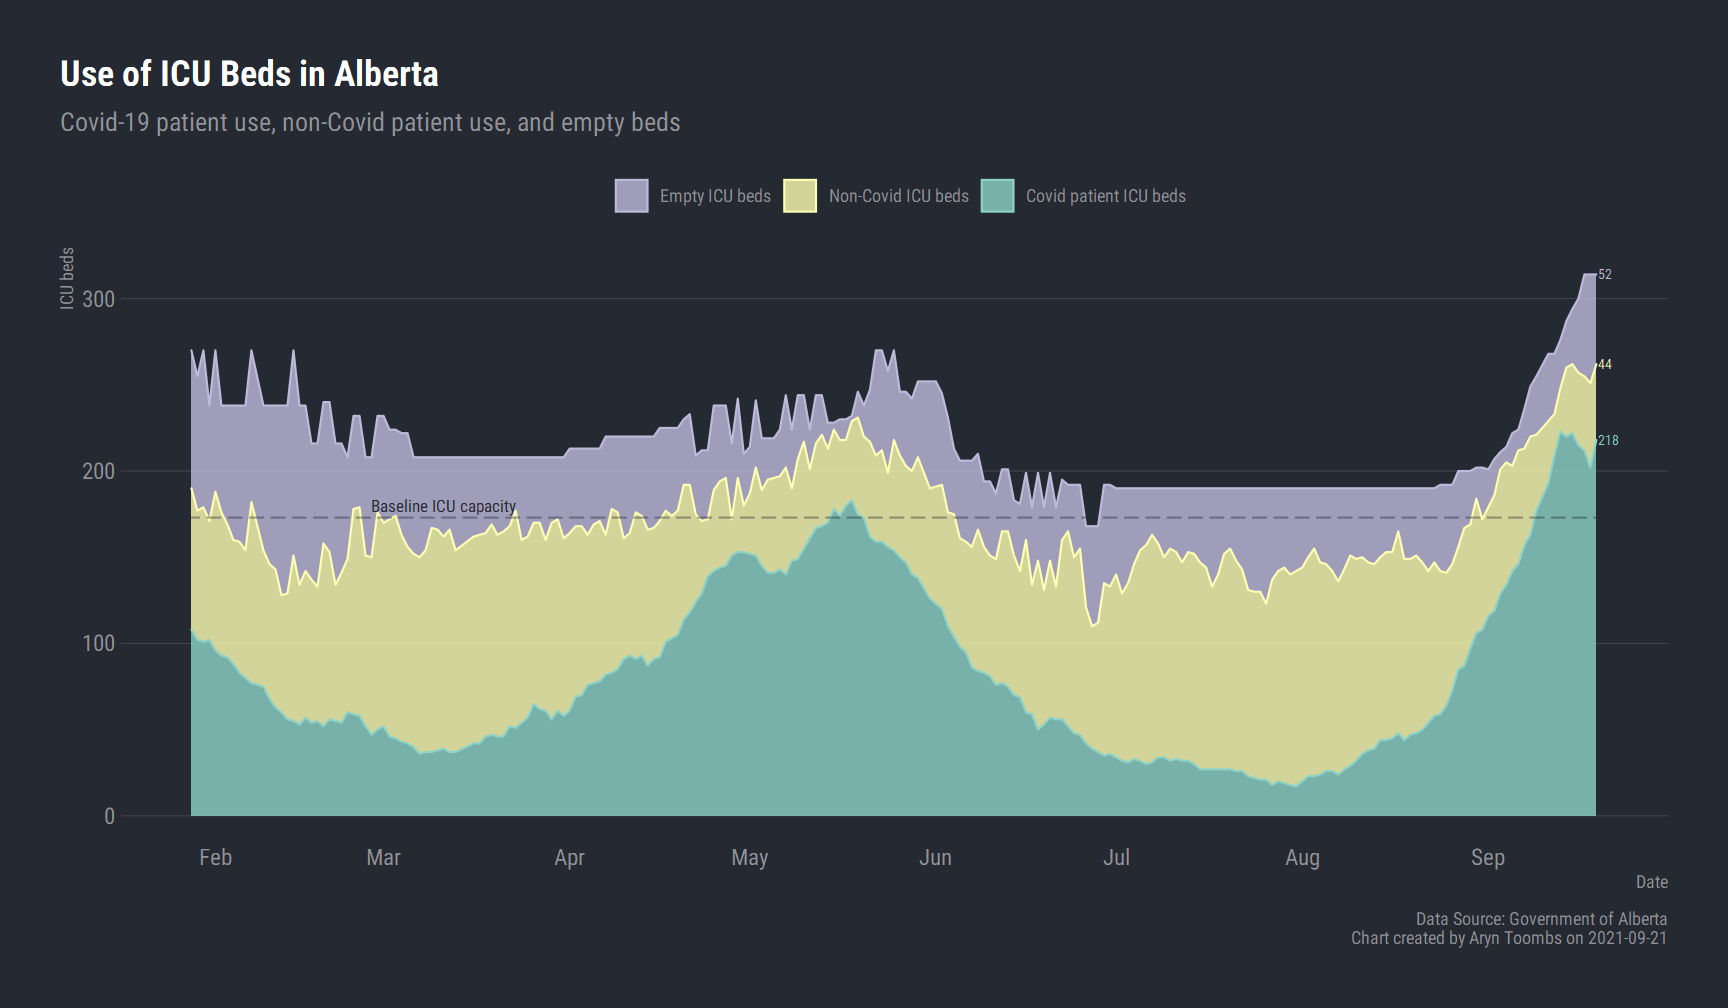 Use of ICU Beds in Alberta
Covid-19 patient use, non-Covid patient use, and empty beds
Empty ICU beds Non-Covid ICU beds Covid patient ICU beds
ICU beds
300
200
100
0
52
44
218
Baseline ICU capacity
Feb Mar Apr May Jun Jul Aug Sep
Date
Data Source: Government of Alberta
Chart created by Aryn Toombs on 2021-09-21